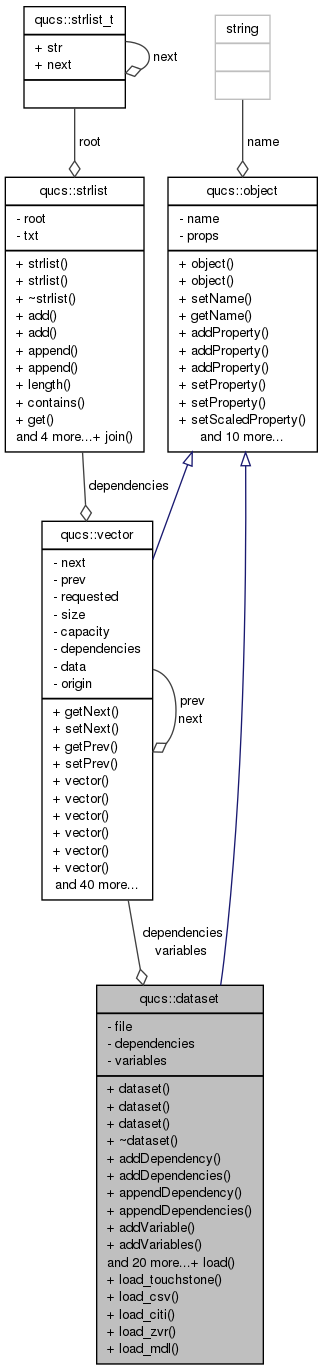 qucs::strlist_t
+ str
+ next
next
string
root
name
qucs::strlist
- root
- txt
+ strlist()
+ strlist()
+ ~strlist()
+ add()
+ add()
+ append()
+ append()
+ length()
+ contains()
+ get()
and 4 more...+ join()
qucs::object
- name
- props
+ object()
+ object()
+ setName()
+ getName()
+ addProperty()
+ addProperty()
+ addProperty()
+ setProperty()
+ setProperty()
+ setScaledProperty()
and 10 more...
dependencies
qucs::vector
- next
- prev
- requested
- size
- capacity
- dependencies
- data
- origin
+ getNext()
+ setNext()
+ getPrev()
+ setPrev()
+ vector()
+ vector()
+ vector()
+ vector()
+ vector()
+ vector()
and 40 more...
prev
next
dependencies
variables
qucs::dataset
- file
- dependencies
- variables
+ dataset()
+ dataset()
+ dataset()
+ ~dataset()
+ addDependency()
+ addDependencies()
+ appendDependency()
+ appendDependencies()
+ addVariable()
+ addVariables()
and 20 more...+ load()
+ load_touchstone()
+ load_csv()
+ load_citi()
+ load_zvr()
+ load_mdl()